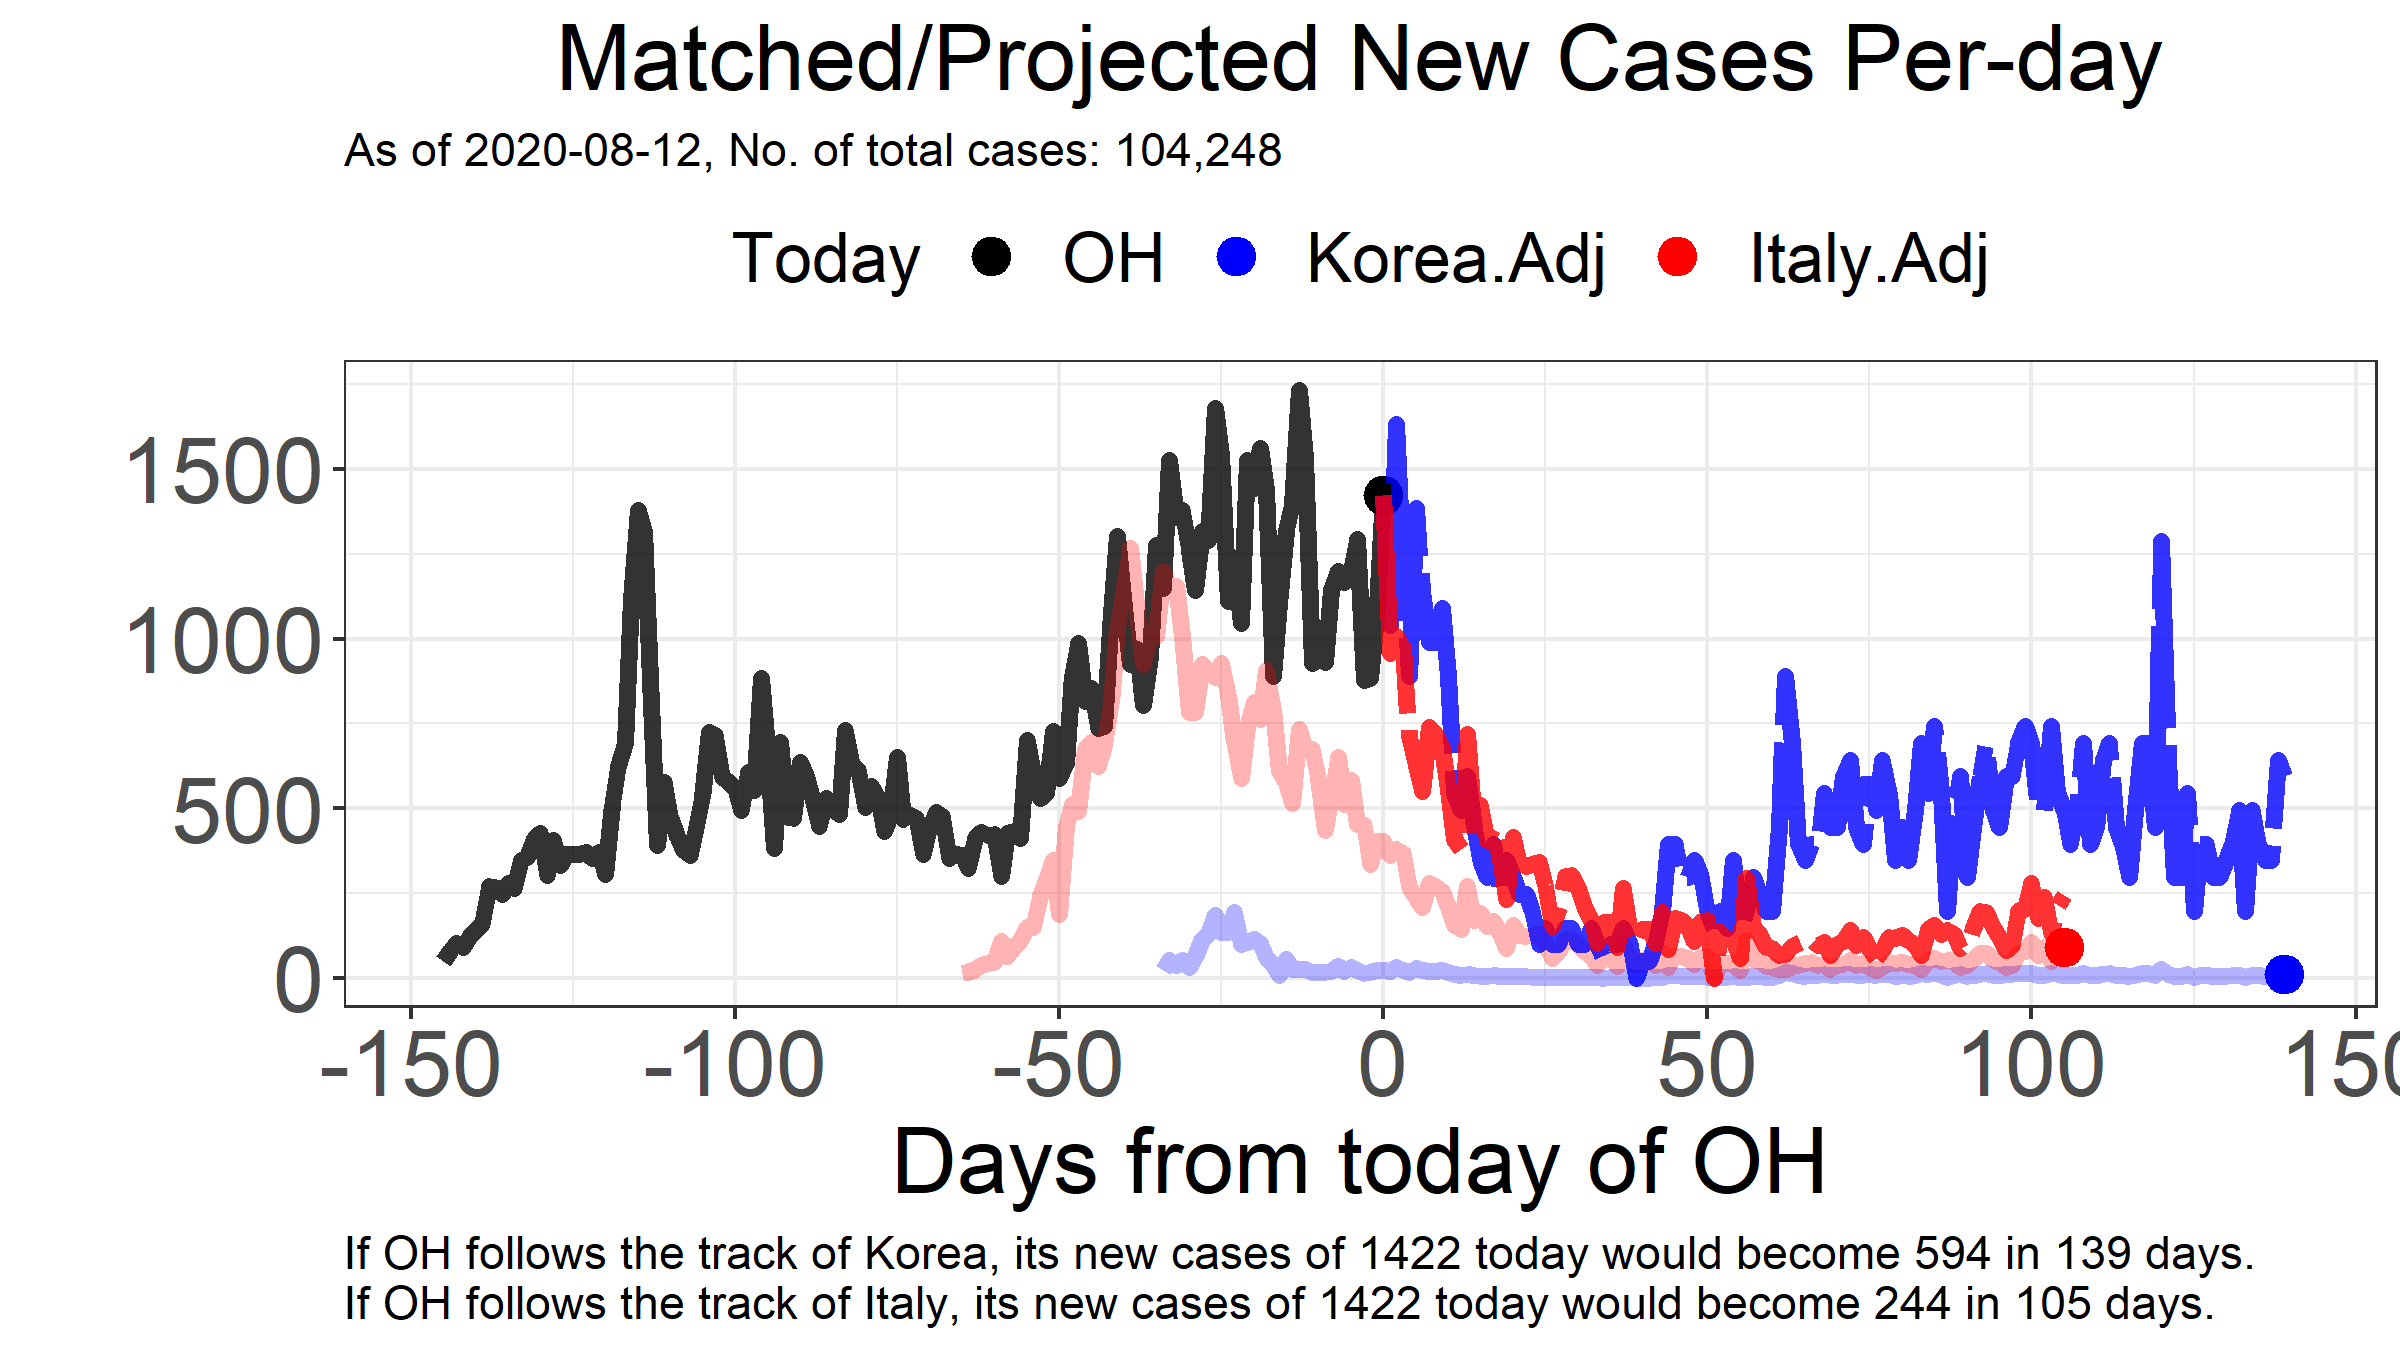 Matched/Projected New Cases Per-day
As of 2020-08-12, No. of total cases: 104,248
Today OH Korea.Adj Italy.Adj
1500
1000
500
0
-150 -100 -50 0 50 100 150
Days from today of OH
If OH follows the track of Korea, its new cases of 1422 today would become 594 in 139 days.
If OH follows the track of Italy, its new cases of 1422 today would become 244 in 105 days.